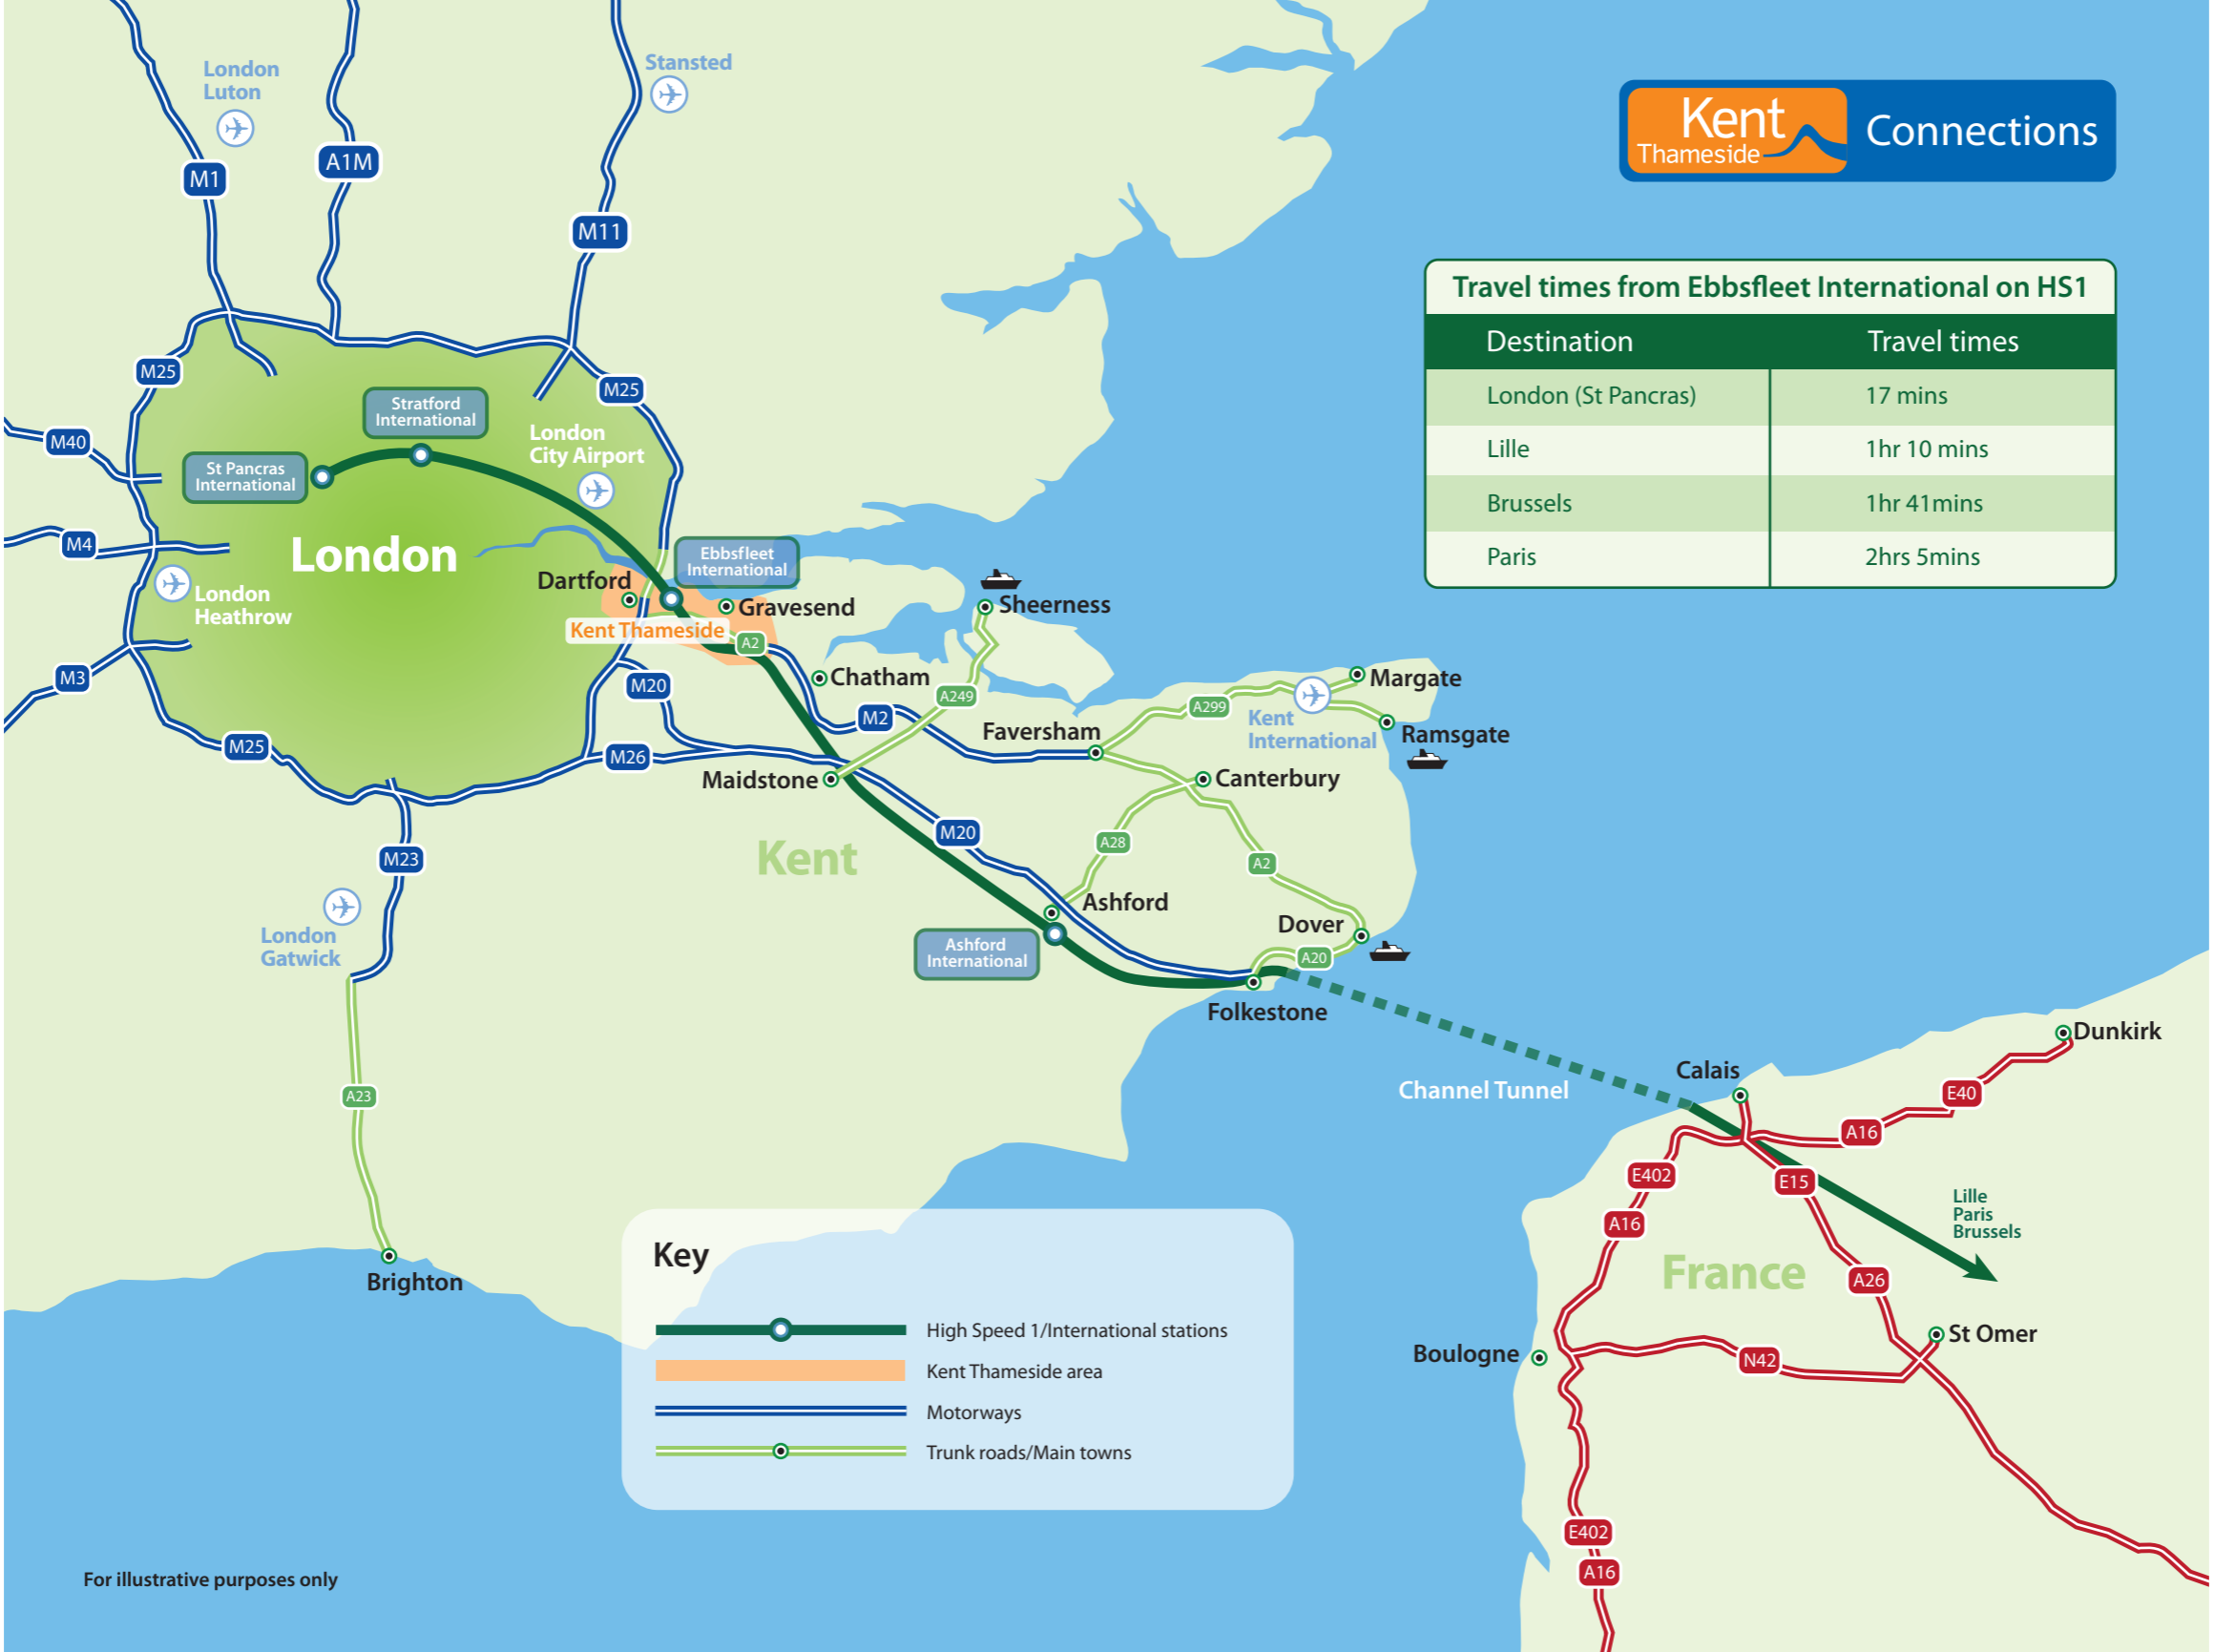 London
Luton
Stansted
M1
A1M
M11
Kent
Thameside
Connections
Travel times from Ebbsfleet International on HS1
Destination Travel times
London (St Pancras) 17 mins
Lille 1hr 10 mins
Brussels 1hr 41mins
Paris 2hrs 5mins
M25
M25
Stratford
International
London
City Airport
M40
St Pancras
International
M4
London
Ebbsfleet
International
Dartford
London
Heathrow
Gravesend
Sheerness
Kent Thameside
A2
M3
M20
Chatham
A249
Margate
A299
M2
Kent
International
Faversham
Ramsgate
M25
M26
Maidstone
Canterbury
M20
A28
Kent
M23
A2
Ashford
London
Gatwick
Dover
Ashford
International
A20
Folkestone
Dunkirk
Calais
Channel Tunnel
E40
A23
A16
E402
E15
Lille
Paris
Brussels
A16
France
A26
Brighton
St Omer
Boulogne
N42
Key
High Speed 1/International stations
Kent Thameside area
Motorways
Trunk roads/Main towns
E402
A16
For illustrative purposes only